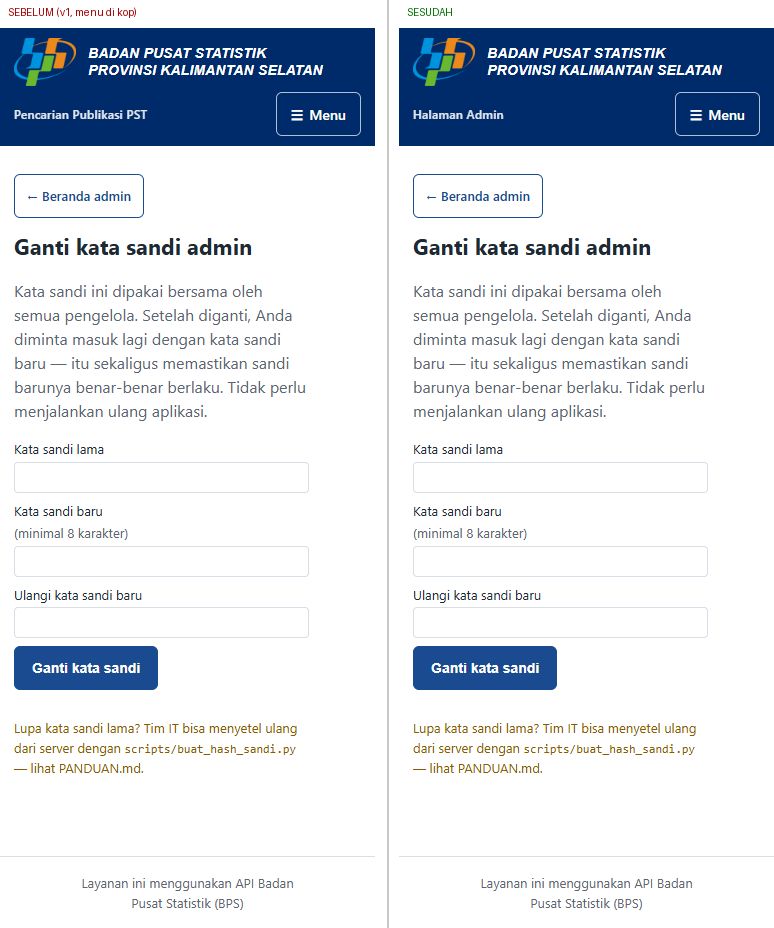 SEBELUM (v1, menu di kop)
BADAN PUSAT STATISTIK
PROVINSI KALIMANTAN SELATAN
Pencarian Publikasi PST
☰ Menu
← Beranda admin
Ganti kata sandi admin
Kata sandi ini dipakai bersama oleh
semua pengelola. Setelah diganti, Anda
diminta masuk lagi dengan kata sandi
baru — itu sekaligus memastikan sandi
barunya benar-benar berlaku. Tidak perlu
menjalankan ulang aplikasi.
Kata sandi lama
Kata sandi baru
(minimal 8 karakter)
Ulangi kata sandi baru
Ganti kata sandi
Lupa kata sandi lama? Tim IT bisa menyetel ulang
dari server dengan scripts/buat_hash_sandi.py
— lihat PANDUAN.md.
Layanan ini menggunakan API Badan
Pusat Statistik (BPS)
SESUDAH
BADAN PUSAT STATISTIK
PROVINSI KALIMANTAN SELATAN
Halaman Admin
☰ Menu
← Beranda admin
Ganti kata sandi admin
Kata sandi ini dipakai bersama oleh
semua pengelola. Setelah diganti, Anda
diminta masuk lagi dengan kata sandi
baru — itu sekaligus memastikan sandi
barunya benar-benar berlaku. Tidak perlu
menjalankan ulang aplikasi.
Kata sandi lama
Kata sandi baru
(minimal 8 karakter)
Ulangi kata sandi baru
Ganti kata sandi
Lupa kata sandi lama? Tim IT bisa menyetel ulang
dari server dengan scripts/buat_hash_sandi.py
— lihat PANDUAN.md.
Layanan ini menggunakan API Badan
Pusat Statistik (BPS)